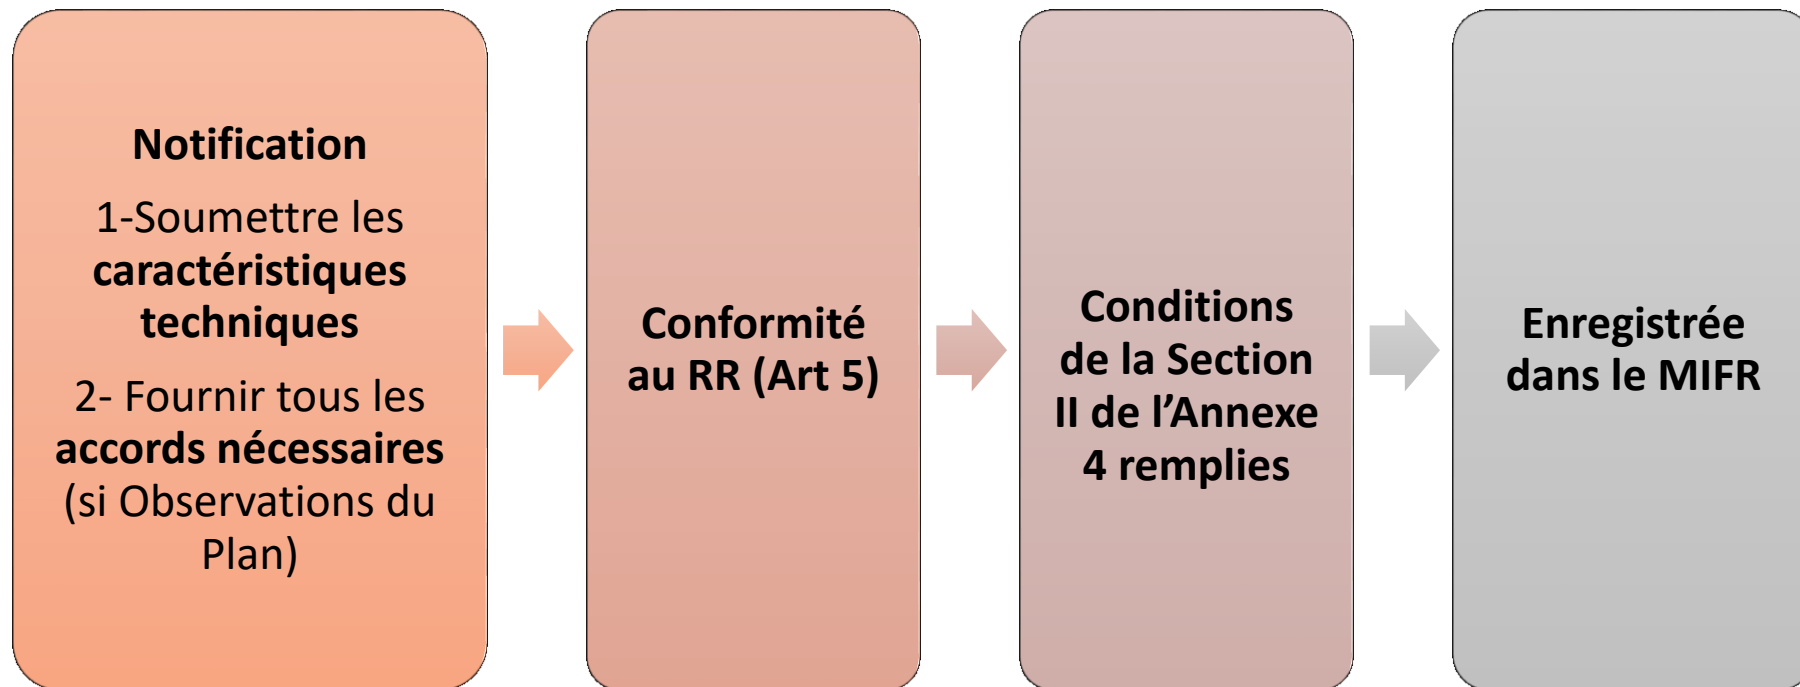 Notification
1-Soumettre les
caractéristiques
techniques
2- Fournir tous les
accords nécessaires
(si Observations du
Plan)
Conformité
au RR (Art 5)
Conditions
de la Section
II de l’Annexe
4 remplies
Enregistrée
dans le MIFR